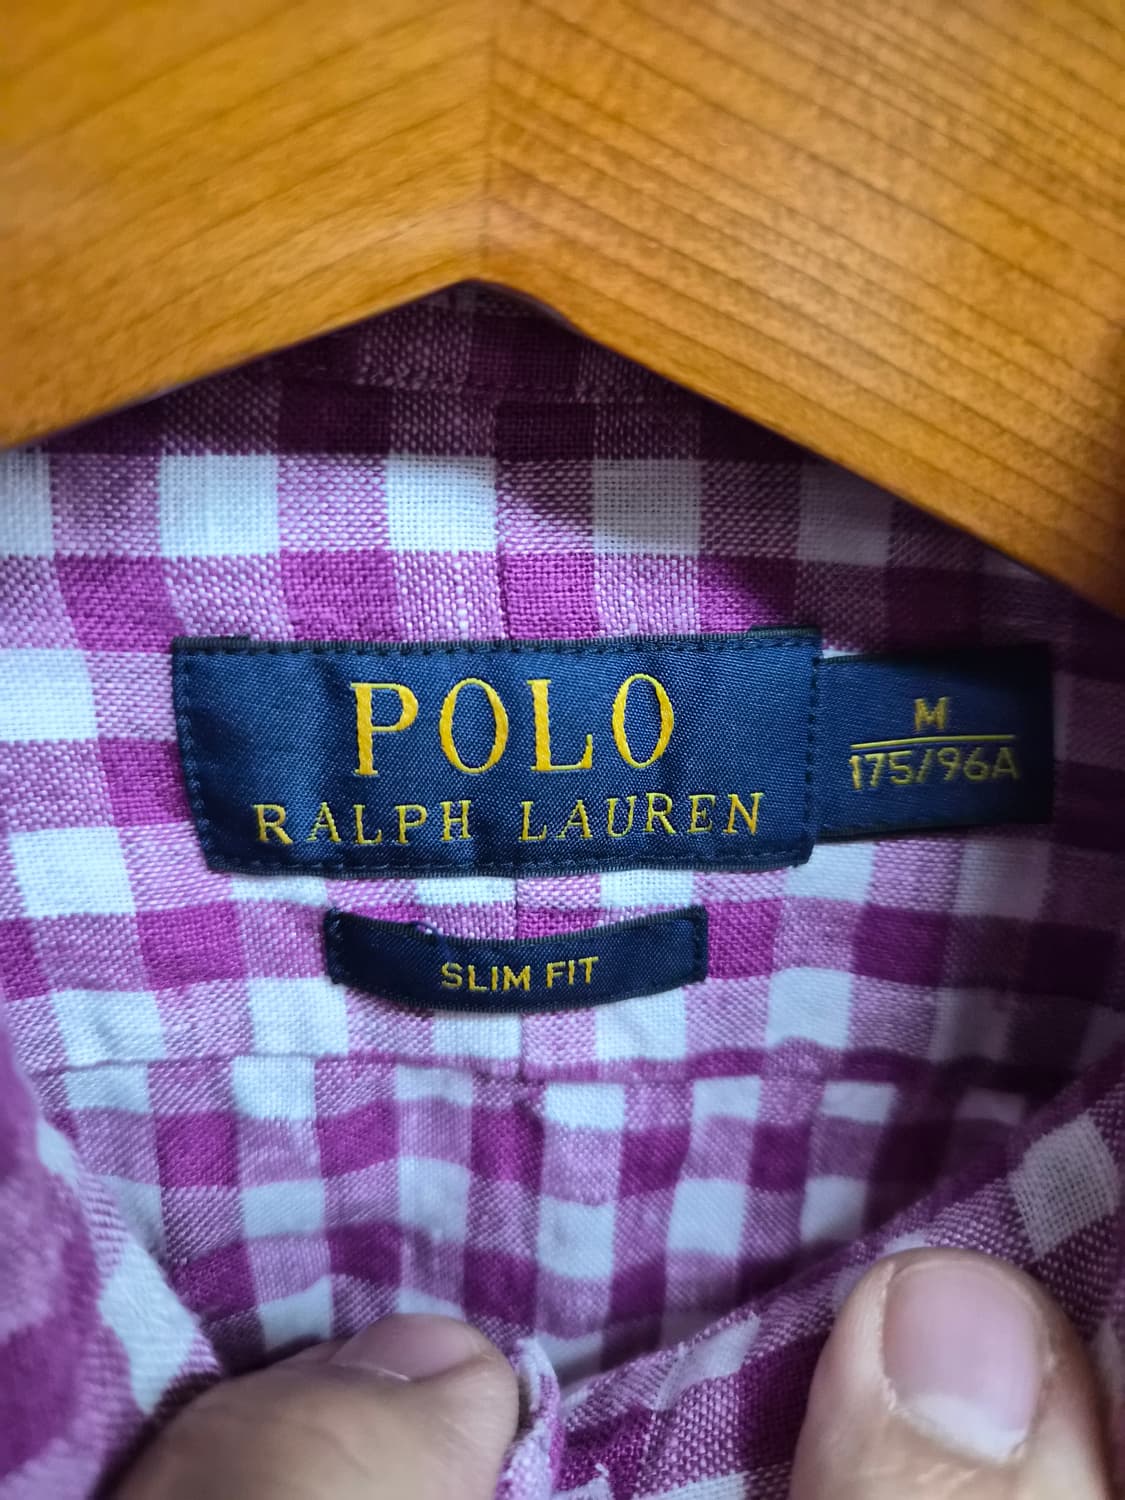 POLO
RALPH LAUREN
M
175/96A
SLIM FIT